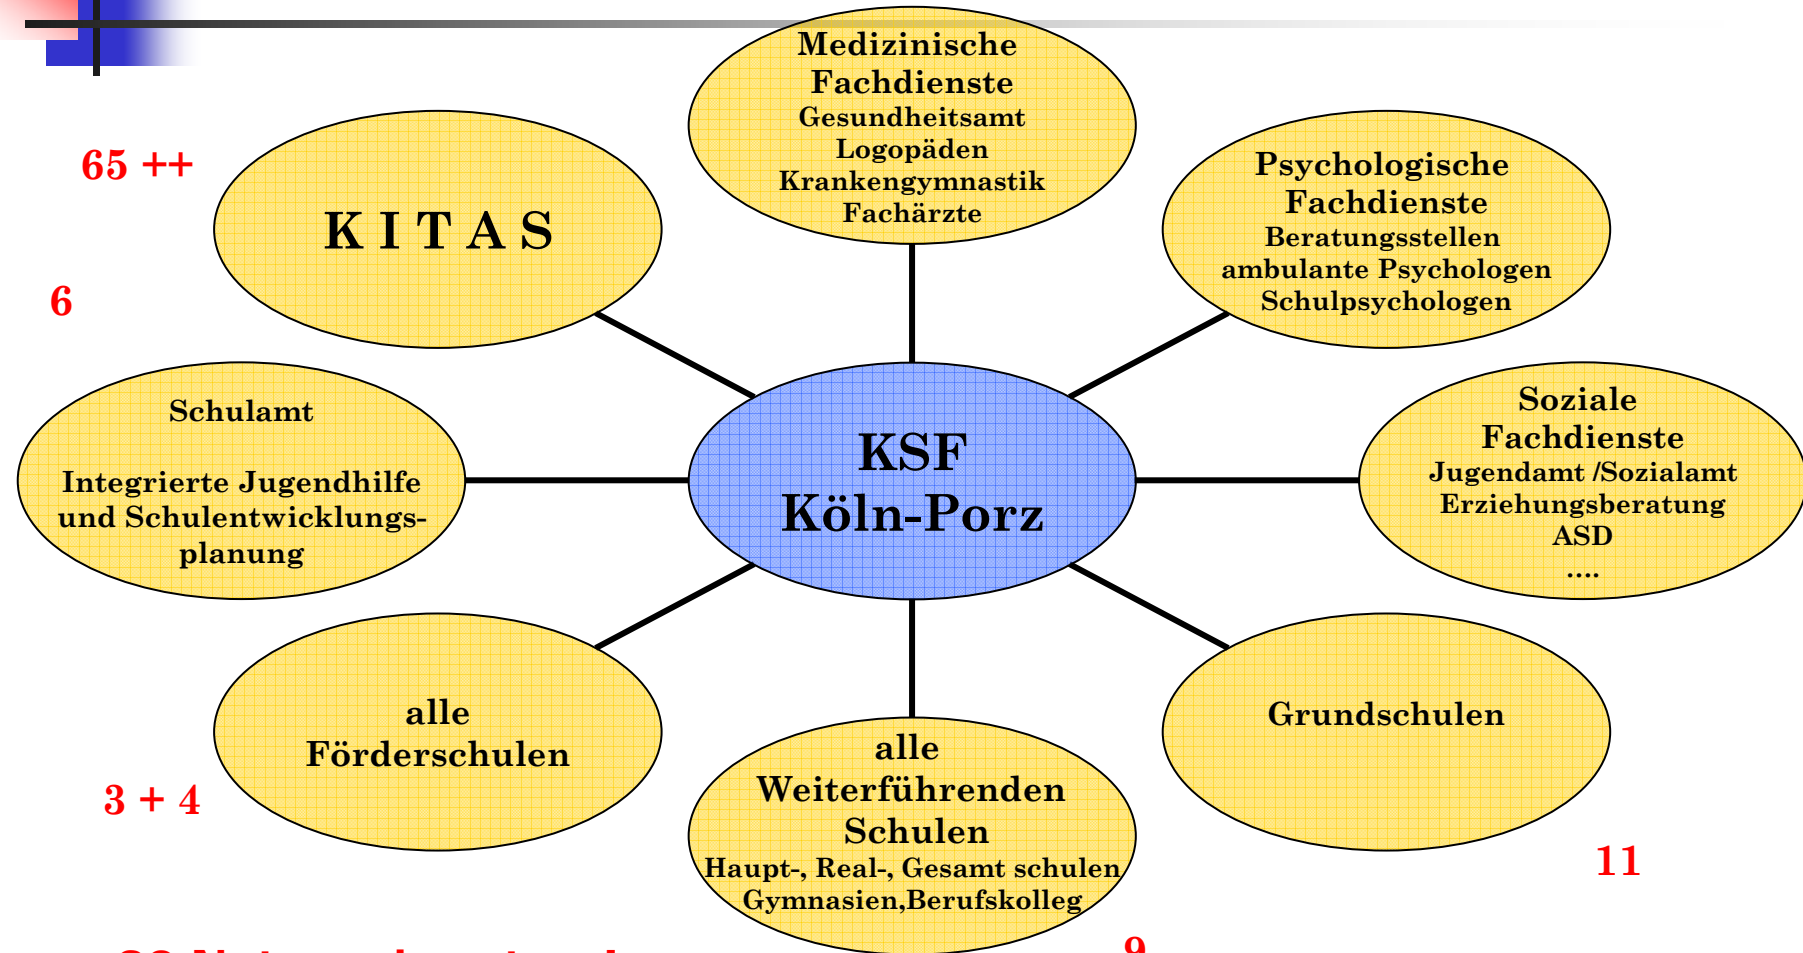 Medizinische
Fachdienste
Gesundheitsamt
Logopäden
Krankengymnastik
Fachärzte
65 ++
K I T A S
Psychologische
Fachdienste
Beratungsstellen
ambulante Psychologen
Schulpsychologen
6
Schulamt
Integrierte Jugendhilfe
und Schulentwicklungs-
planung
KSF
Köln-Porz
Soziale
Fachdienste
Jugendamt /Sozialamt
Erziehungsberatung
ASD
....
alle
Förderschulen
3 + 4
alle
Weiterführenden
Schulen
Haupt-, Real-, Gesamt schulen
Gymnasien,Berufskolleg
Grundschulen
11
9